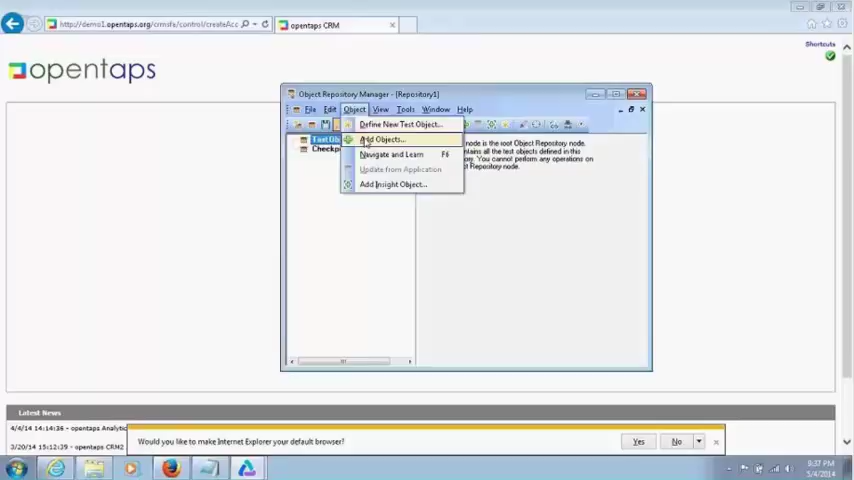 http://demo1.opentaps.org/crmsfa/control/createAcc
opentaps CRM
Shortcuts
opentaps
Object Repository Manager - [Repository1]
File Edit Object View Tools Window Help
Define New Test Object...
Add Objects...
Navigate and Learn F6
Update from Application
Add Insight Object...
node is the root Object Repository node.
contains all the test objects defined in this
You cannot perform any operations on
Repository node.
Latest News
4/4/14 14:14:36 - opentaps Analytic
3/20/14 15:12:39 - opentaps CRM2
Would you like to make Internet Explorer your default browser?
Yes
No
9:37 PM
5/4/2014